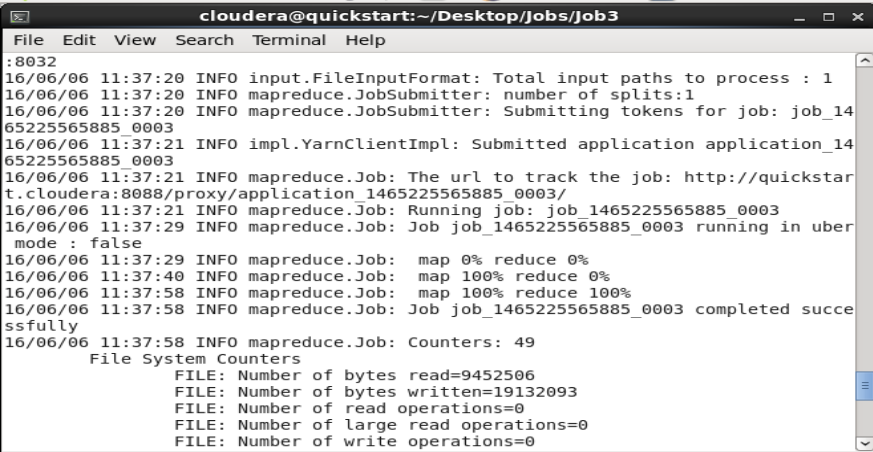 cloudera@quickstart:~/Desktop/Jobs/Job3
File Edit View Search Terminal Help
:8032
16/06/06 11:37:20 INFO input.FileInputFormat: Total input paths to process : 1
16/06/06 11:37:20 INFO mapreduce.JobSubmitter: number of splits:1
16/06/06 11:37:20 INFO mapreduce.JobSubmitter: Submitting tokens for job: job_14
65225565885_0003
16/06/06 11:37:21 INFO impl.YarnClientImpl: Submitted application application_14
65225565885_0003
16/06/06 11:37:21 INFO mapreduce.Job: The url to track the job: http://quickstar
t.cloudera:8088/proxy/application_1465225565885_0003/
16/06/06 11:37:21 INFO mapreduce.Job: Running job: job_1465225565885_0003
16/06/06 11:37:29 INFO mapreduce.Job: Job job_1465225565885_0003 running in uber
 mode : false
16/06/06 11:37:29 INFO mapreduce.Job:  map 0% reduce 0%
16/06/06 11:37:40 INFO mapreduce.Job:  map 100% reduce 0%
16/06/06 11:37:58 INFO mapreduce.Job:  map 100% reduce 100%
16/06/06 11:37:58 INFO mapreduce.Job: Job job_1465225565885_0003 completed succe
ssfully
16/06/06 11:37:58 INFO mapreduce.Job: Counters: 49
File System Counters
FILE: Number of bytes read=9452506
FILE: Number of bytes written=19132093
FILE: Number of read operations=0
FILE: Number of large read operations=0
FILE: Number of write operations=0